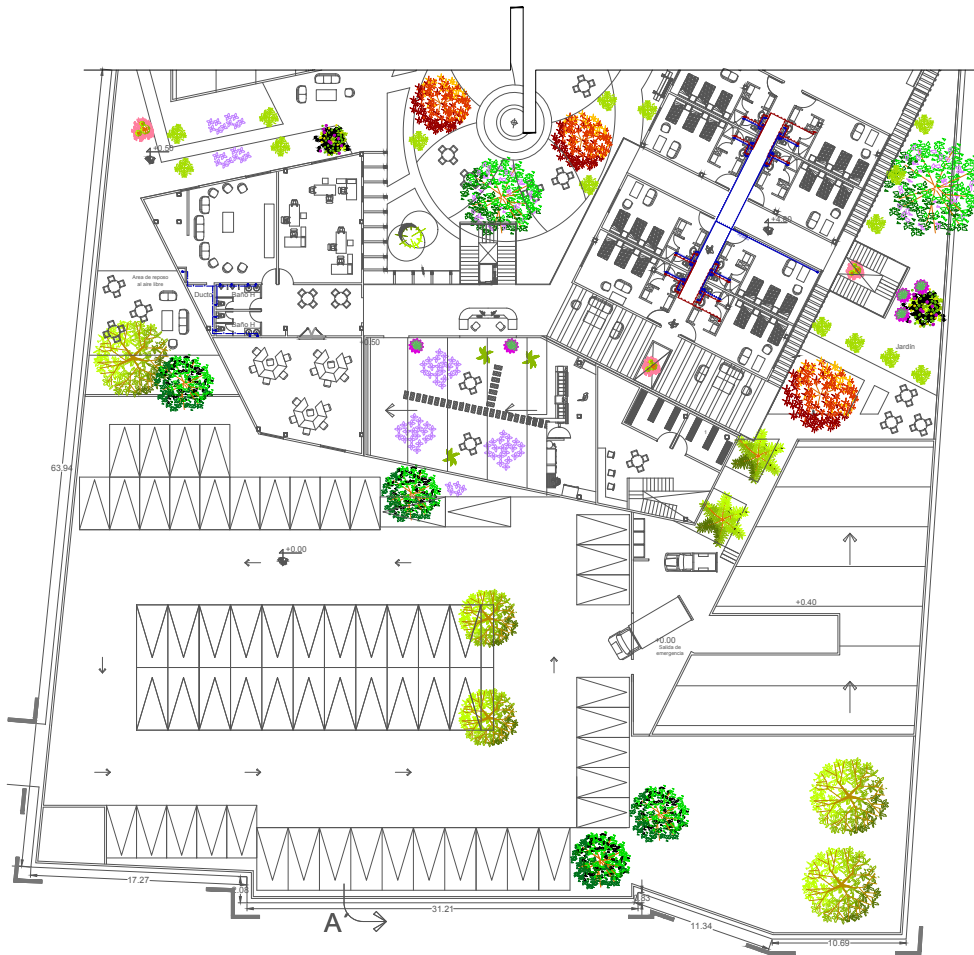 +0.50
+4.80
Area de reposo
al aire libre
Ducto
Baño H
Baño H
+0.50
Jardín
63.94
+0.00
+0.40
+0.00
Salida de
emergencia
17.27
31.21
11.34
10.69
A